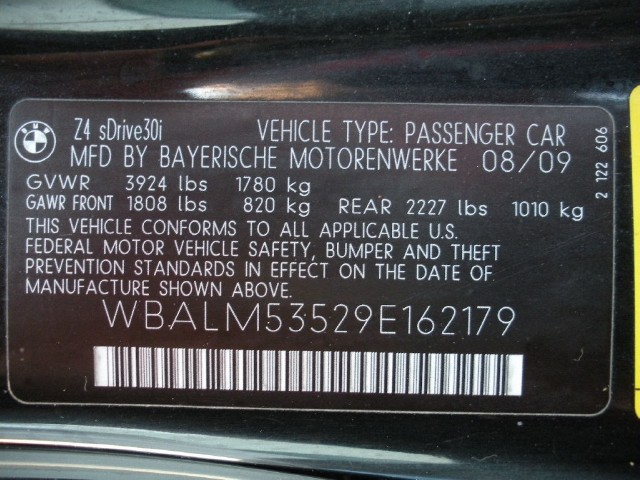 BMW
Z4 sDrive30i VEHICLE TYPE: PASSENGER CAR
MFD BY BAYERISCHE MOTORENWERKE 08/09
GVWR 3924 lbs 1780 kg
GAWR FRONT 1808 lbs 820 kg REAR 2227 lbs 1010 kg
THIS VEHICLE CONFORMS TO ALL APPLICABLE U.S.
FEDERAL MOTOR VEHICLE SAFETY, BUMPER AND THEFT
PREVENTION STANDARDS IN EFFECT ON THE DATE OF
MANUFACTURE SHOWN ABOVE.
WBALM53529E162179
2 122 606